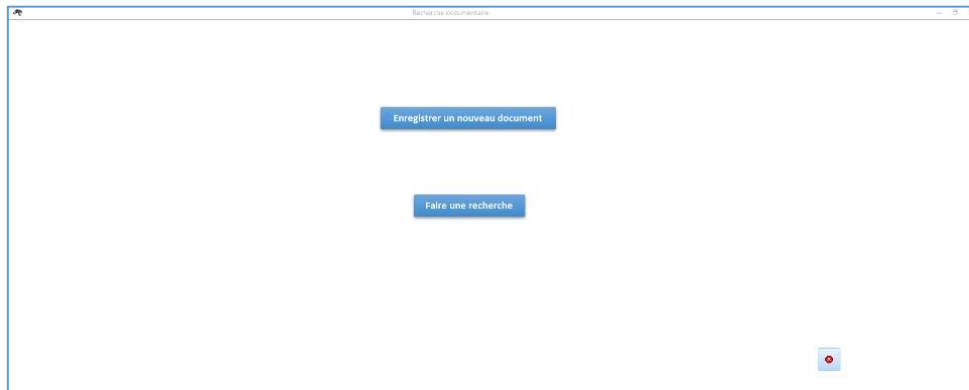 Recherche documentaire
Enregistrer un nouveau document
Faire une recherche